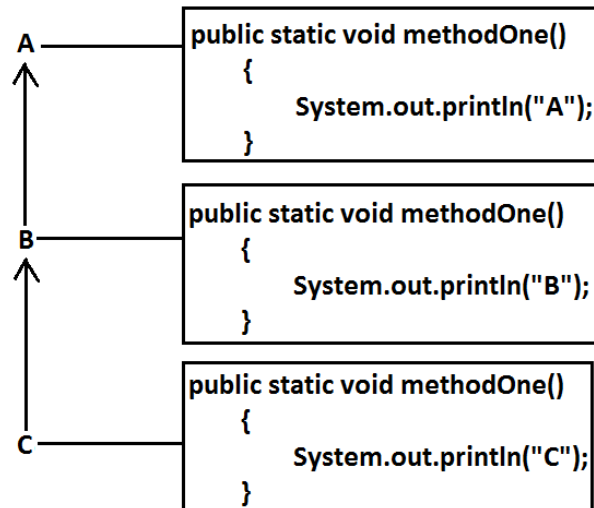 A
public static void methodOne()
{
System.out.println("A");
}
B
public static void methodOne()
{
System.out.println("B");
}
C
public static void methodOne()
{
System.out.println("C");
}